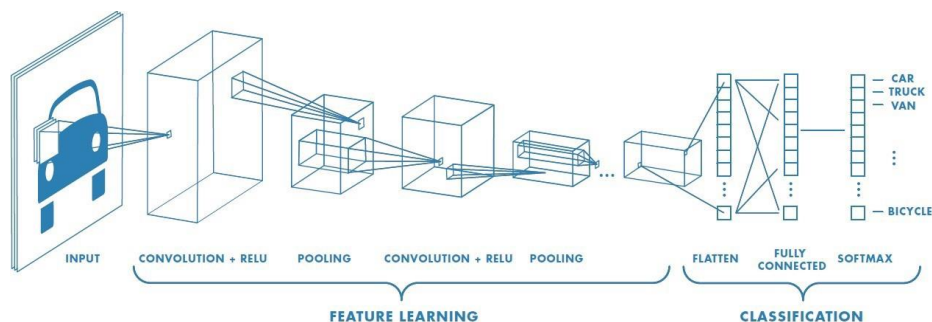 CAR
TRUCK
VAN
BICYCLE
INPUT
CONVOLUTION + RELU
POOLING
CONVOLUTION + RELU
POOLING
FLATTEN
FULLY
CONNECTED
SOFTMAX
FEATURE LEARNING
CLASSIFICATION